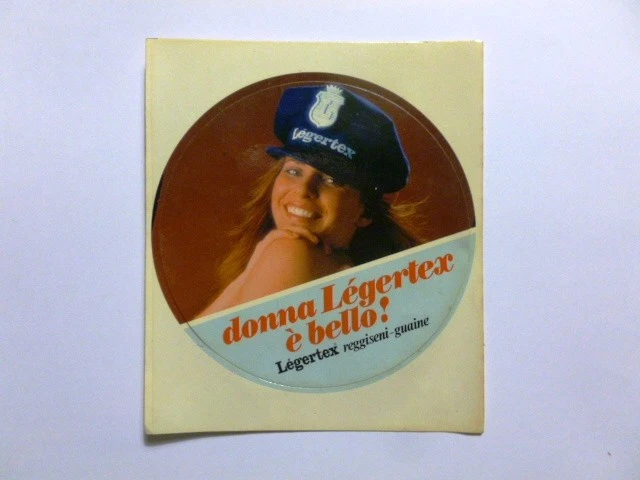 Légertex
donna Légertex
è bello!
Légertex reggiseni-guaine